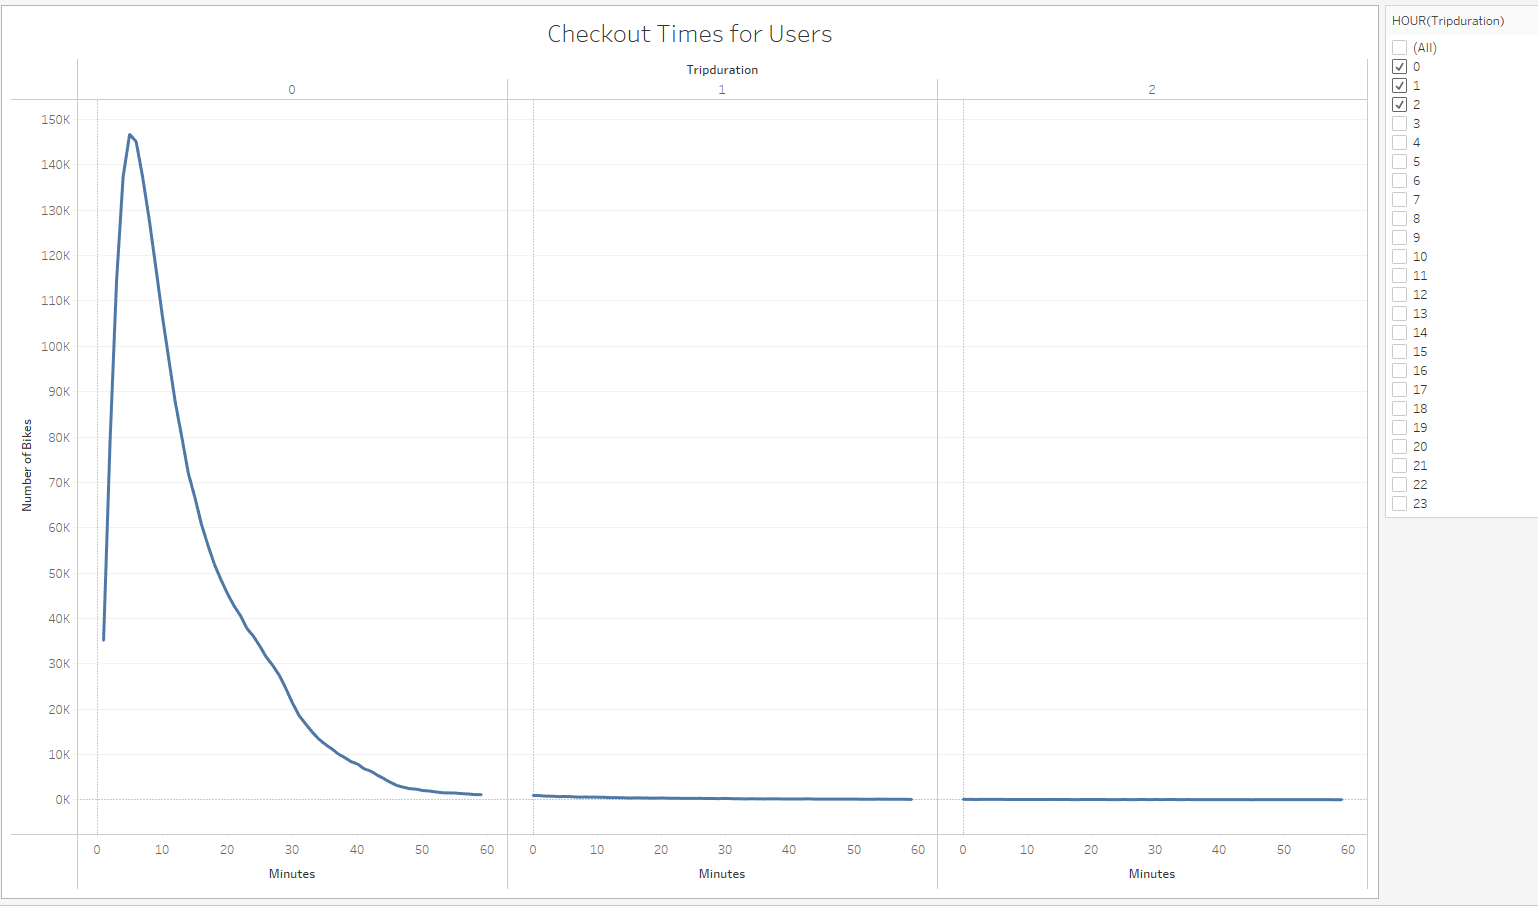 Checkout Times for Users
Tripduration
0 1 2
150K
140K
130K
120K
110K
100K
90K
80K
70K
60K
50K
40K
30K
20K
10K
0K
Number of Bikes
0 10 20 30 40 50 60 0 10 20 30 40 50 60 0 10 20 30 40 50 60
Minutes Minutes Minutes
HOUR(Tripduration)
(All)
0
1
2
3
4
5
6
7
8
9
10
11
12
13
14
15
16
17
18
19
20
21
22
23